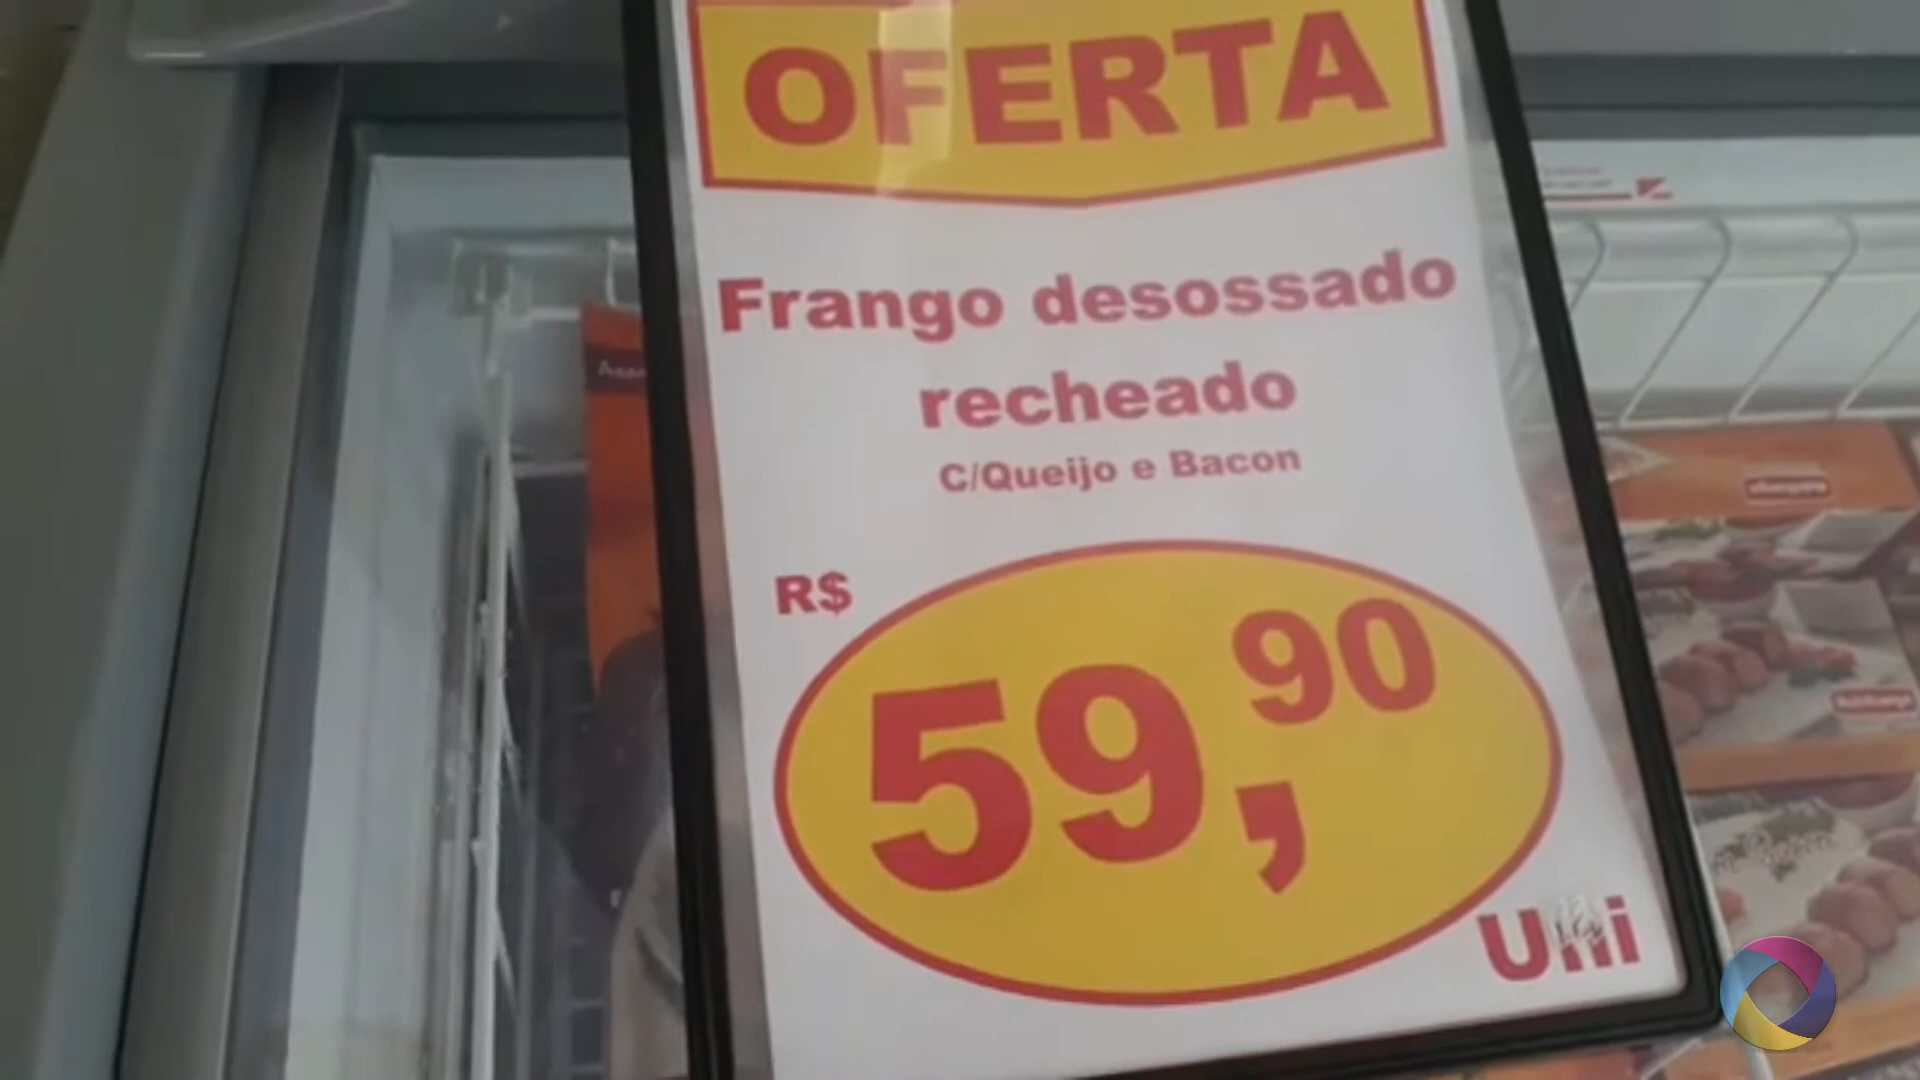 OFERTA
Frango desossado
recheado
C/Queijo e Bacon
R$
59,90
Uni